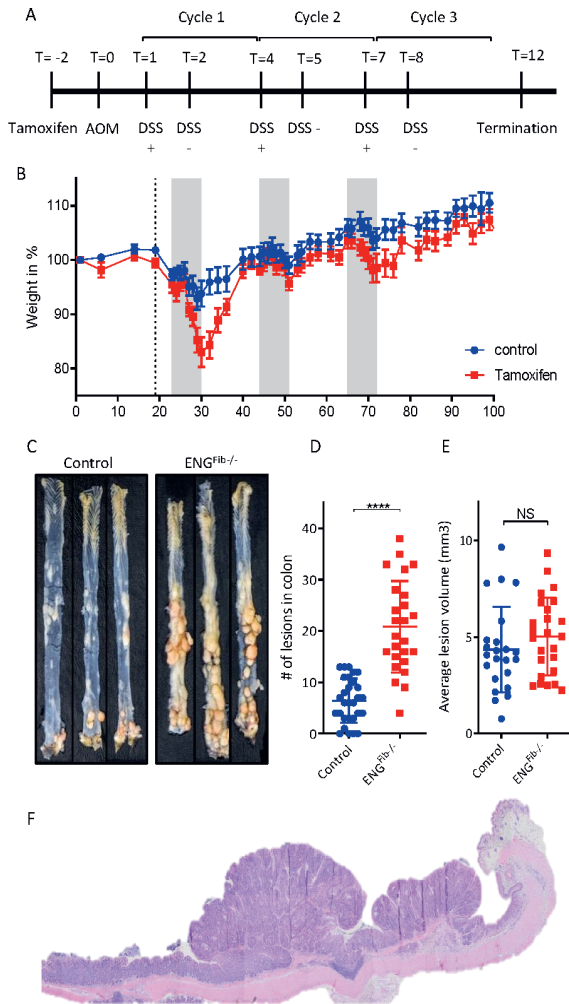 A
Cycle 1 Cycle 2 Cycle 3
T= -2 T=0 T=1 T=2 T=4 T=5 T=7 T=8 T=12
Tamoxifen AOM DSS DSS DSS DSS - DSS DSS Termination
+ - + + -
B
110
100
90
80
Weight in %
control
Tamoxifen
0 10 20 30 40 50 60 70 80 90 100
C
Control ENG^Fib-/-
D
****
# of lesions in colon
50
40
30
20
10
0
Control ENG^Fib-/-
E
NS
Average lesion volume (mm3)
10
5
0
Control ENG^Fib-/-
F